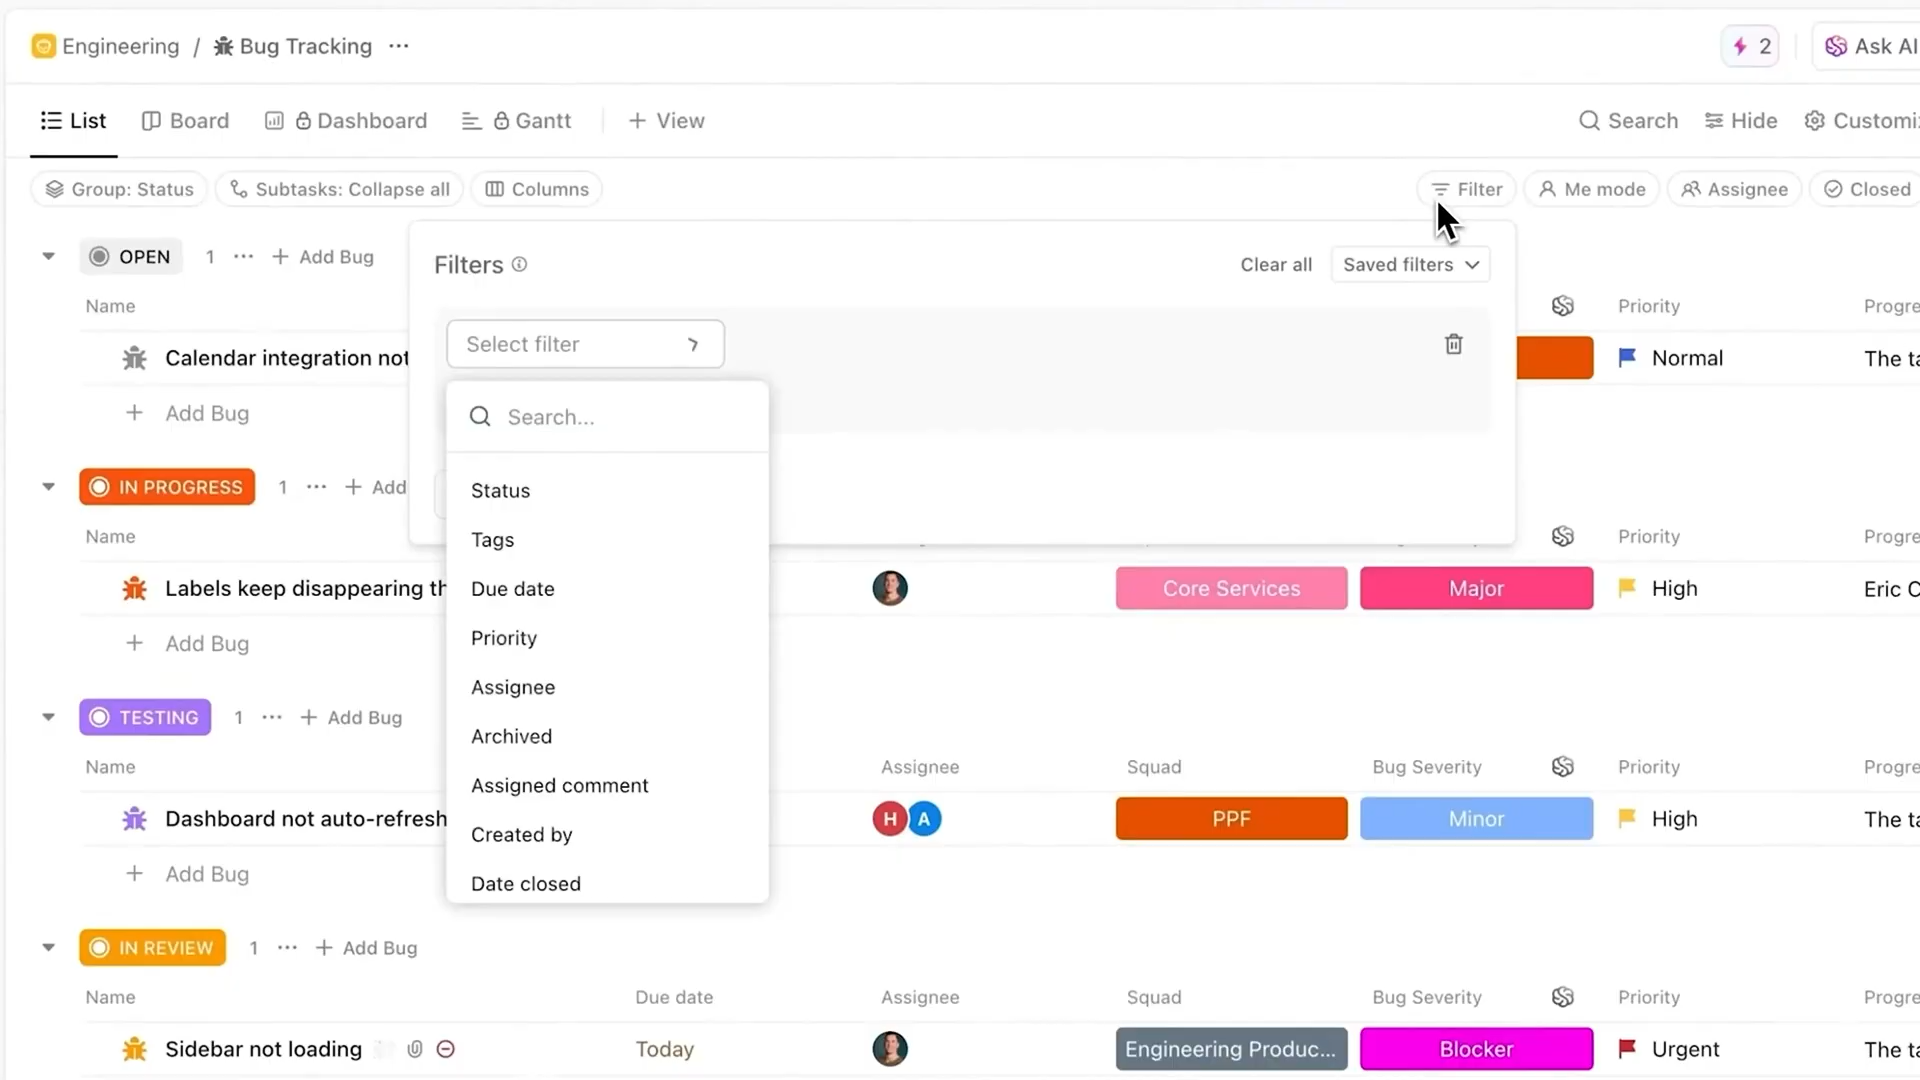 Engineering / Bug Tracking ...
2
Ask AI
List
Board
Dashboard
Gantt
+ View
Search
Hide
Customiz
Group: Status
Subtasks: Collapse all
Columns
Filter
Me mode
Assignee
Closed
OPEN 1 ... + Add Bug
Filters
Clear all
Saved filters
Name
Priority
Progre
Select filter
Calendar integration not
Normal
The ta
+ Add Bug
Search...
Status
Tags
Due date
Priority
Assignee
Archived
Assigned comment
Created by
Date closed
IN PROGRESS 1 ... + Add
Name
Priority
Progre
Labels keep disappearing th
Core Services
Major
High
Eric C
+ Add Bug
TESTING 1 ... + Add Bug
Name
Assignee
Squad
Bug Severity
Priority
Progre
Dashboard not auto-refresh
H A
PPF
Minor
High
The ta
+ Add Bug
IN REVIEW 1 ... + Add Bug
Name
Due date
Assignee
Squad
Bug Severity
Priority
Progre
Sidebar not loading
Today
Engineering Produc...
Blocker
Urgent
The ta